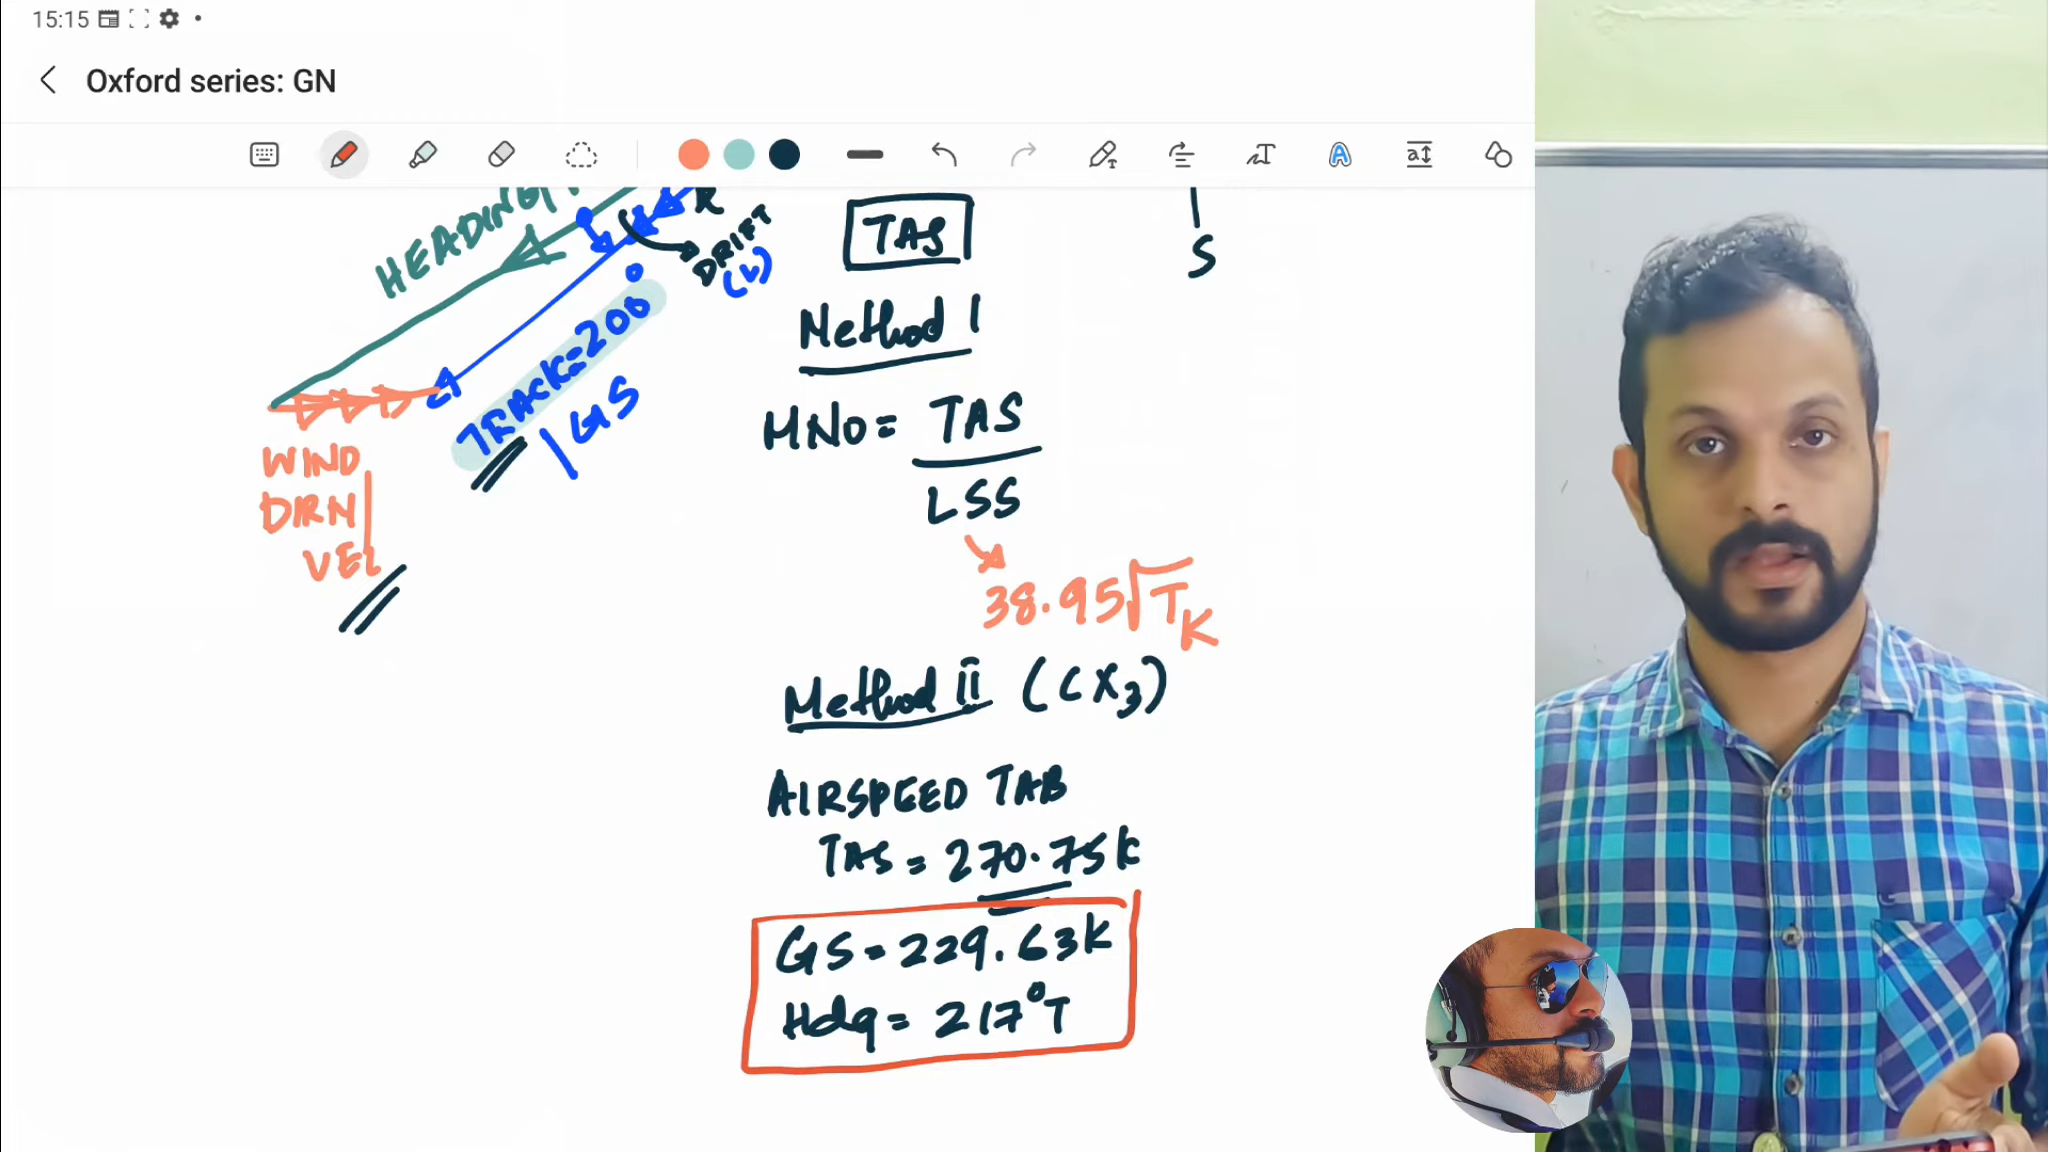 15:15
Oxford series: GN
HEADING
DRIFT
(L)
TRACK=200°
GS
WIND
DIRN
VEL
TAS
S
Method I
MNO = TAS
LSS
38.95√TK
Method II (CX3)
AIRSPEED TAB
TAS = 270.75K
GS = 229.63K
Hdg = 217°T